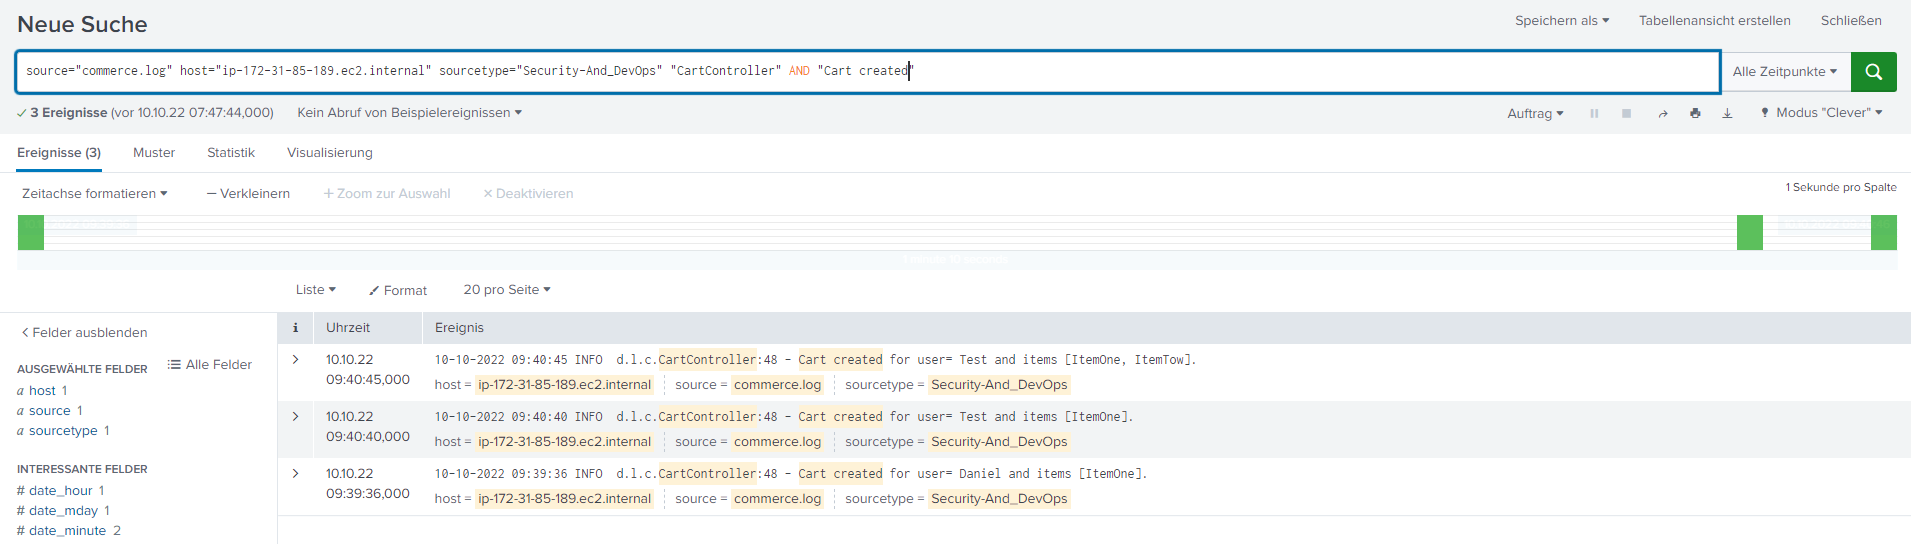 Neue Suche
Speichern als Tabellenansicht erstellen Schließen
source="commerce.log" host="ip-172-31-85-189.ec2.internal" sourcetype="Security-And_DevOps" "CartController" AND "Cart created"
Alle Zeitpunkte
3 Ereignisse (vor 10.10.22 07:47:44,000) Kein Abruf von Beispielereignissen
Auftrag Modus "Clever"
Ereignisse (3) Muster Statistik Visualisierung
Zeitachse formatieren — Verkleinern + Zoom zur Auswahl × Deaktivieren
1 Sekunde pro Spalte
Liste Format 20 pro Seite
< Felder ausblenden
Alle Felder
AUSGEWÄHLTE FELDER
a host 1
a source 1
a sourcetype 1
INTERESSANTE FELDER
# date_hour 1
# date_mday 1
# date_minute 2
i Uhrzeit Ereignis
> 10.10.22 09:40:45,000
10-10-2022 09:40:45 INFO d.l.c.CartController:48 - Cart created for user= Test and items [ItemOne, ItemTow].
host = ip-172-31-85-189.ec2.internal source = commerce.log sourcetype = Security-And_DevOps
> 10.10.22 09:40:40,000
10-10-2022 09:40:40 INFO d.l.c.CartController:48 - Cart created for user= Test and items [ItemOne].
host = ip-172-31-85-189.ec2.internal source = commerce.log sourcetype = Security-And_DevOps
> 10.10.22 09:39:36,000
10-10-2022 09:39:36 INFO d.l.c.CartController:48 - Cart created for user= Daniel and items [ItemOne].
host = ip-172-31-85-189.ec2.internal source = commerce.log sourcetype = Security-And_DevOps